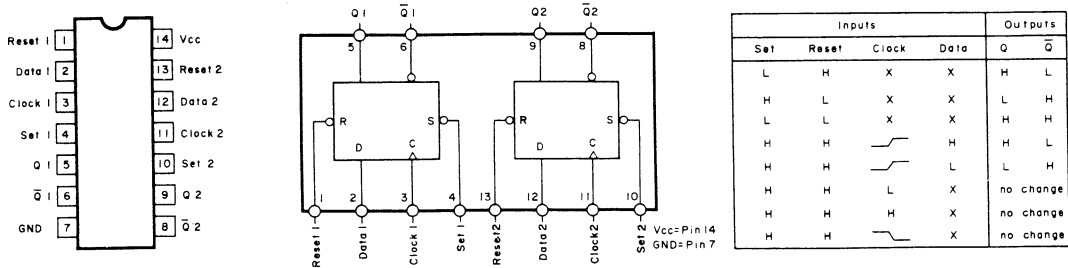 Reset 1 1 14 Vcc
Data 1 2 13 Reset 2
Clock 1 3 12 Data 2
Set 1 4 11 Clock 2
Q 1 5 10 Set 2
Q̅ 1 6 9 Q 2
GND 7 8 Q̅ 2
Q1 Q̅1 Q2 Q̅2
5 6 9 8
R S R S
D C D C
1 2 3 4 13 12 11 10
Reset 1
Data 1
Clock 1
Set 1
Reset2
Data 2
Clock2
Set 2
Vcc=Pin 14
GND=Pin 7
Inputs Outputs
Set Reset Clock Data Q Q̅
L H X X H L
H L X X L H
L L X X H H
H H H H L
H H L L H
H H L X no change
H H H X no change
H H X no change